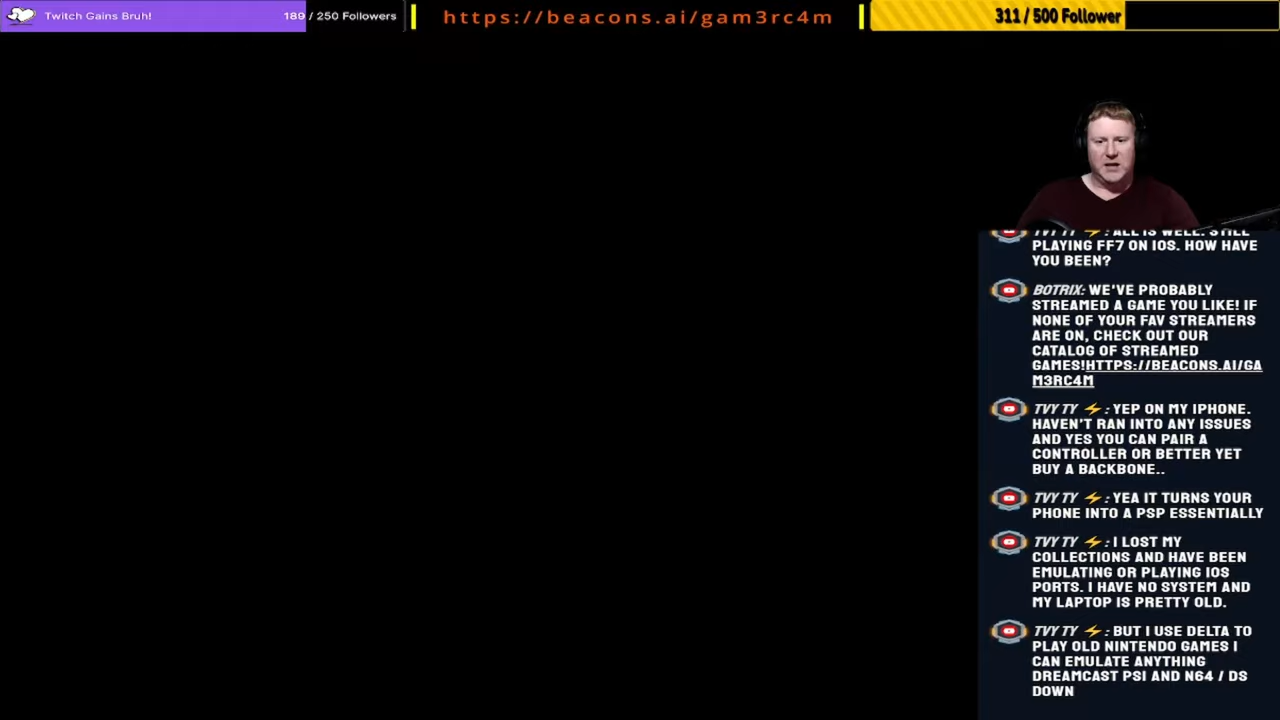 Twitch Gains Bruh!
189 / 250 Followers
https://beacons.ai/gam3rc4m
311 / 500 Follower
TVY TY ⚡: ALL IS WELL. STILL
PLAYING FF7 ON IOS. HOW HAVE
YOU BEEN?
BOTRIX: WE'VE PROBABLY
STREAMED A GAME YOU LIKE! IF
NONE OF YOUR FAV STREAMERS
ARE ON, CHECK OUT OUR
CATALOG OF STREAMED
GAMES!HTTPS://BEACONS.AI/GA
M3RC4M
TVY TY ⚡: YEP ON MY IPHONE.
HAVEN'T RAN INTO ANY ISSUES
AND YES YOU CAN PAIR A
CONTROLLER OR BETTER YET
BUY A BACKBONE..
TVY TY ⚡: YEA IT TURNS YOUR
PHONE INTO A PSP ESSENTIALLY
TVY TY ⚡: I LOST MY
COLLECTIONS AND HAVE BEEN
EMULATING OR PLAYING IOS
PORTS. I HAVE NO SYSTEM AND
MY LAPTOP IS PRETTY OLD.
TVY TY ⚡: BUT I USE DELTA TO
PLAY OLD NINTENDO GAMES I
CAN EMULATE ANYTHING
DREAMCAST PS1 AND N64 / DS
DOWN